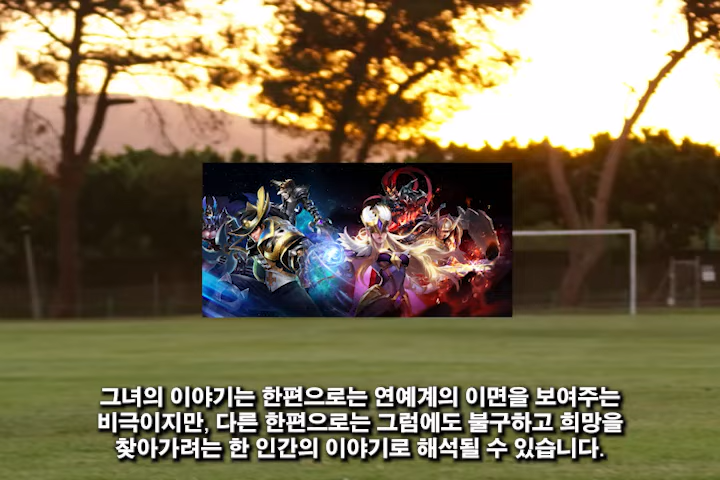 그녀의 이야기는 한편으로는 연예계의 이면을 보여주는
비극이지만, 다른 한편으로는 그럼에도 불구하고 희망을
찾아가려는 한 인간의 이야기로 해석될 수 있습니다.